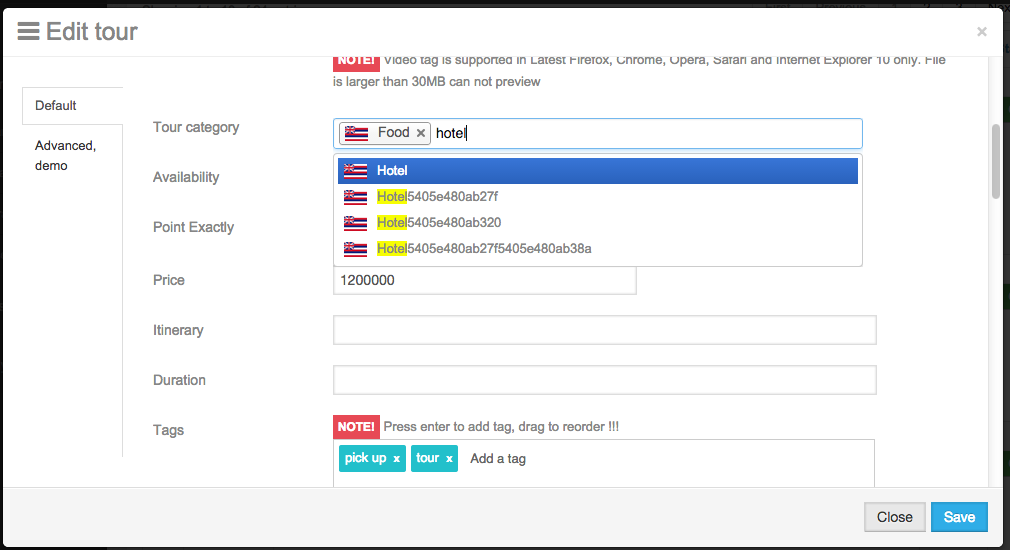 Edit tour
×
NOTE! Video tag is supported in Latest Firefox, Chrome, Opera, Safari and Internet Explorer 10 only. File
is larger than 30MB can not preview
Default
Advanced,
demo
Tour category
Food × hotel
Hotel
Hotel5405e480ab27f
Hotel5405e480ab320
Hotel5405e480ab27f5405e480ab38a
Availability
Point Exactly
Price
1200000
Itinerary
Duration
Tags
NOTE! Press enter to add tag, drag to reorder !!!
pick up x tour x Add a tag
Close Save